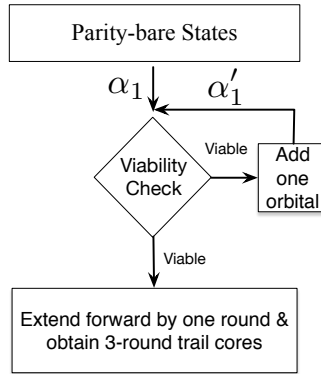 Parity-bare States
α₁ α₁′
Viable
Viability
Check
Add
one
orbital
Viable
Extend forward by one round &
obtain 3-round trail cores